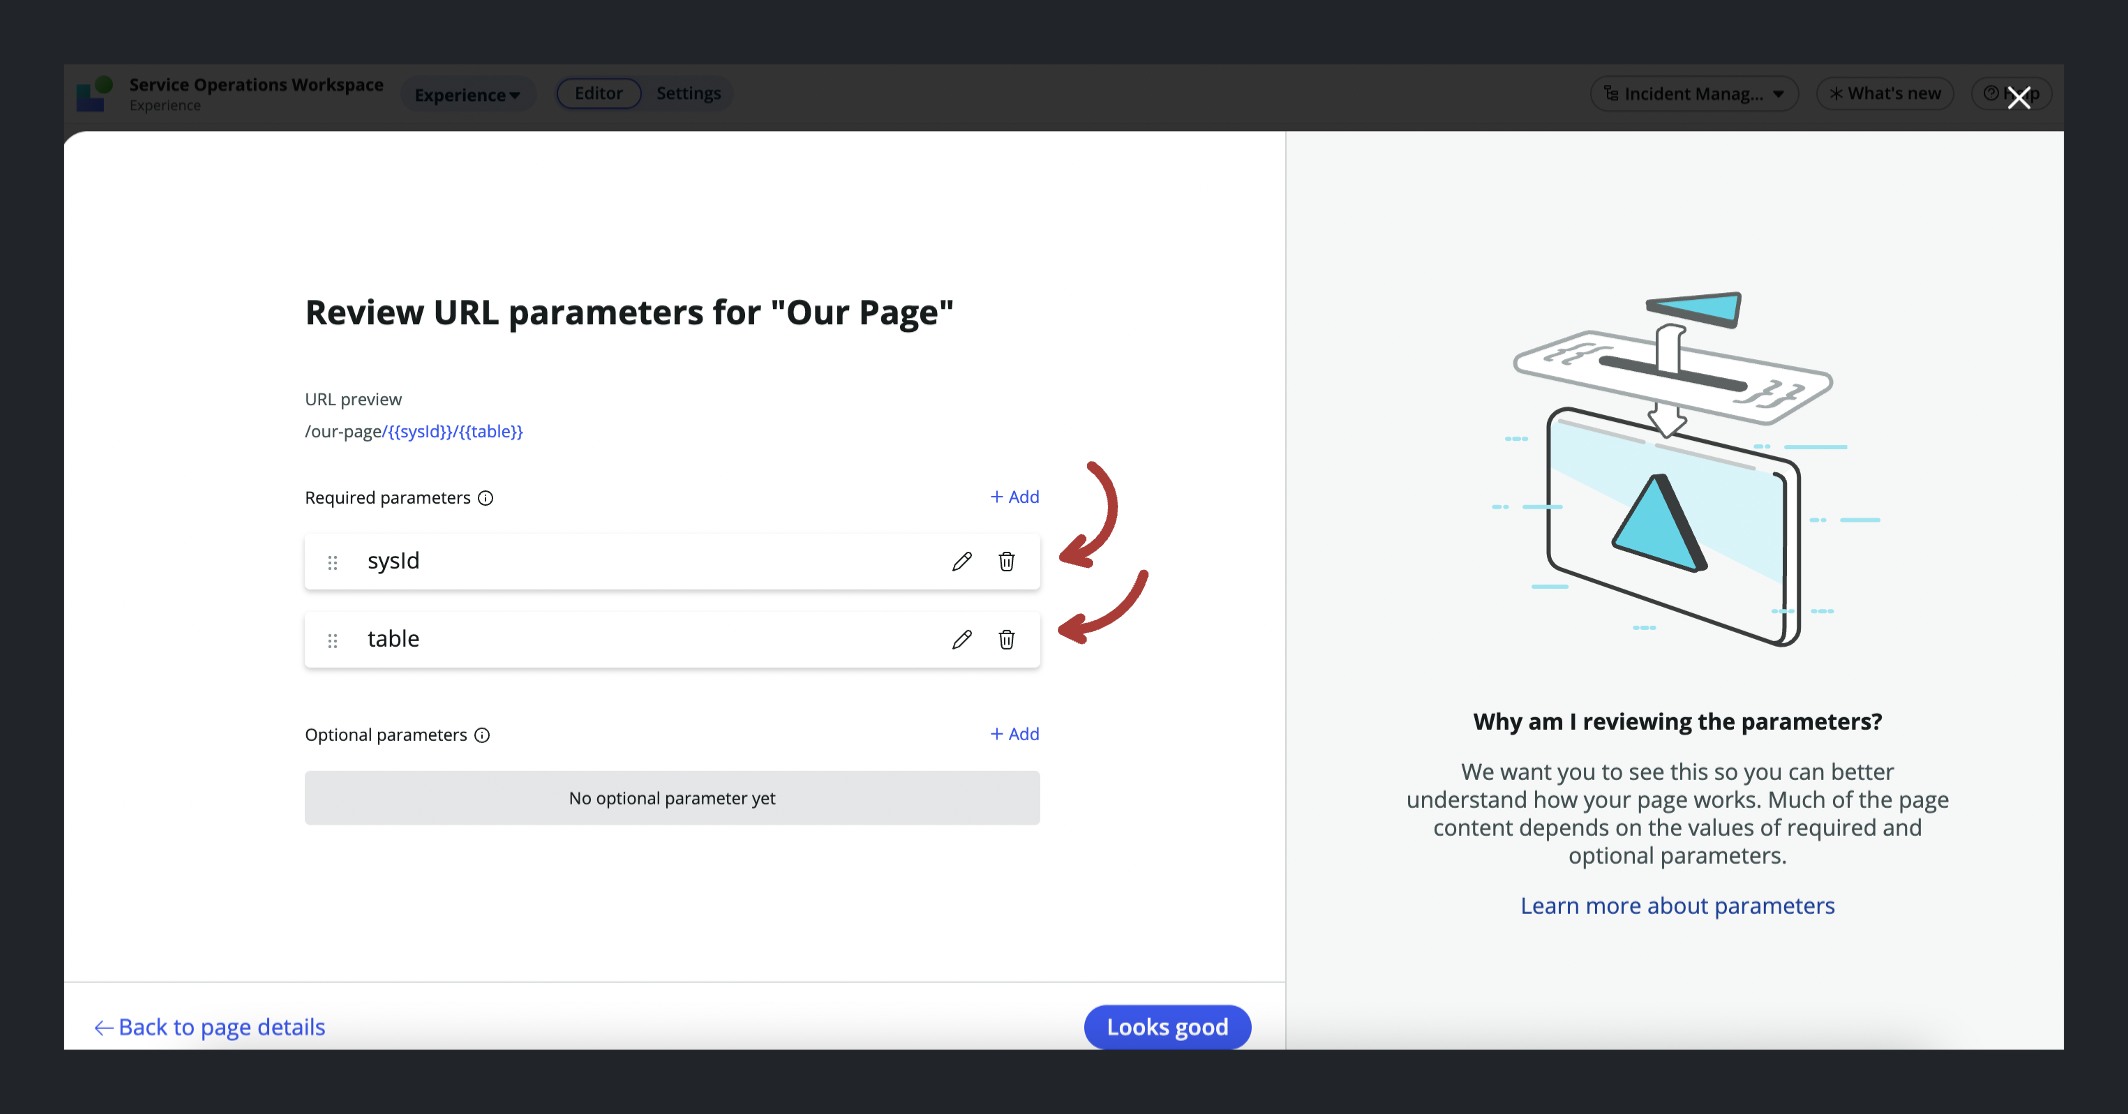 Service Operations Workspace
Experience
Experience
Editor
Settings
Incident Manag...
What's new
Review URL parameters for "Our Page"
URL preview
/our-page/{{sysId}}/{{table}}
Required parameters
+ Add
sysId
table
Optional parameters
+ Add
No optional parameter yet
Back to page details
Looks good
Why am I reviewing the parameters?
We want you to see this so you can better
understand how your page works. Much of the page
content depends on the values of required and
optional parameters.
Learn more about parameters